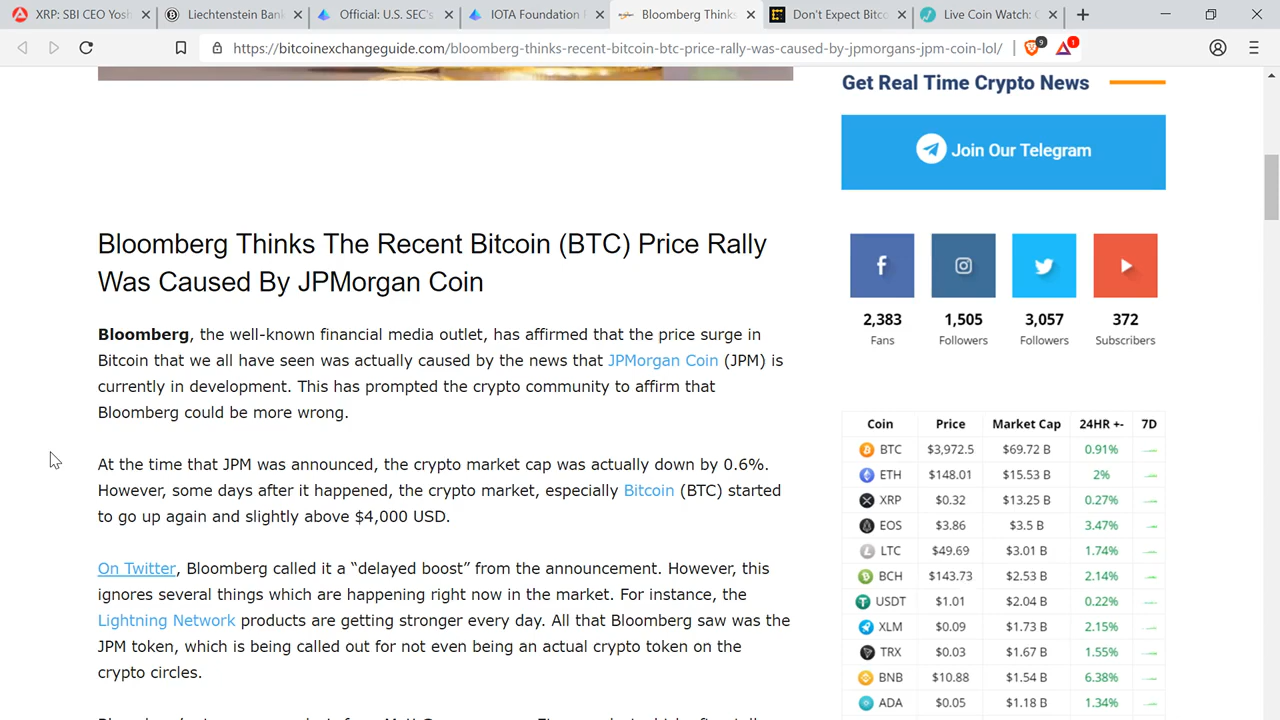 XRP: SBI CEO Yosh
Liechtenstein Bank
Official: U.S. SEC's
IOTA Foundation
Bloomberg Thinks
Don't Expect Bitco
Live Coin Watch: C
https://bitcoinexchangeguide.com/bloomberg-thinks-recent-bitcoin-btc-price-rally-was-caused-by-jpmorgans-jpm-coin-lol/
9
1
Bloomberg Thinks The Recent Bitcoin (BTC) Price Rally
Was Caused By JPMorgan Coin
Bloomberg, the well-known financial media outlet, has affirmed that the price surge in
Bitcoin that we all have seen was actually caused by the news that JPMorgan Coin (JPM) is
currently in development. This has prompted the crypto community to affirm that
Bloomberg could be more wrong.
At the time that JPM was announced, the crypto market cap was actually down by 0.6%.
However, some days after it happened, the crypto market, especially Bitcoin (BTC) started
to go up again and slightly above $4,000 USD.
On Twitter, Bloomberg called it a “delayed boost” from the announcement. However, this
ignores several things which are happening right now in the market. For instance, the
Lightning Network products are getting stronger every day. All that Bloomberg saw was the
JPM token, which is being called out for not even being an actual crypto token on the
crypto circles.
Get Real Time Crypto News
Join Our Telegram
2,383 1,505 3,057 372
Fans Followers Followers Subscribers
Coin Price Market Cap 24HR +- 7D
BTC $3,972.5 $69.72 B 0.91%
ETH $148.01 $15.53 B 2%
XRP $0.32 $13.25 B 0.27%
EOS $3.86 $3.5 B 3.47%
LTC $49.69 $3.01 B 1.74%
BCH $143.73 $2.53 B 2.14%
USDT $1.01 $2.04 B 0.22%
XLM $0.09 $1.73 B 2.15%
TRX $0.03 $1.67 B 1.55%
BNB $10.88 $1.54 B 6.38%
ADA $0.05 $1.18 B 1.34%